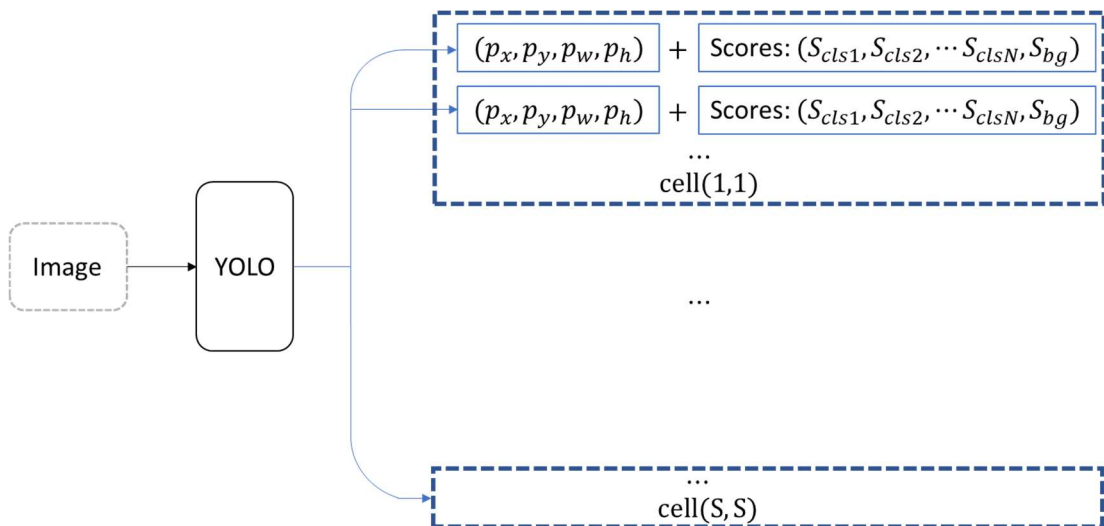 (p_x, p_y, p_w, p_h) + Scores: (S_cls1, S_cls2, ⋯ S_clsN, S_bg)
(p_x, p_y, p_w, p_h) + Scores: (S_cls1, S_cls2, ⋯ S_clsN, S_bg)
...
cell(1,1)
Image
YOLO
...
...
cell(S, S)